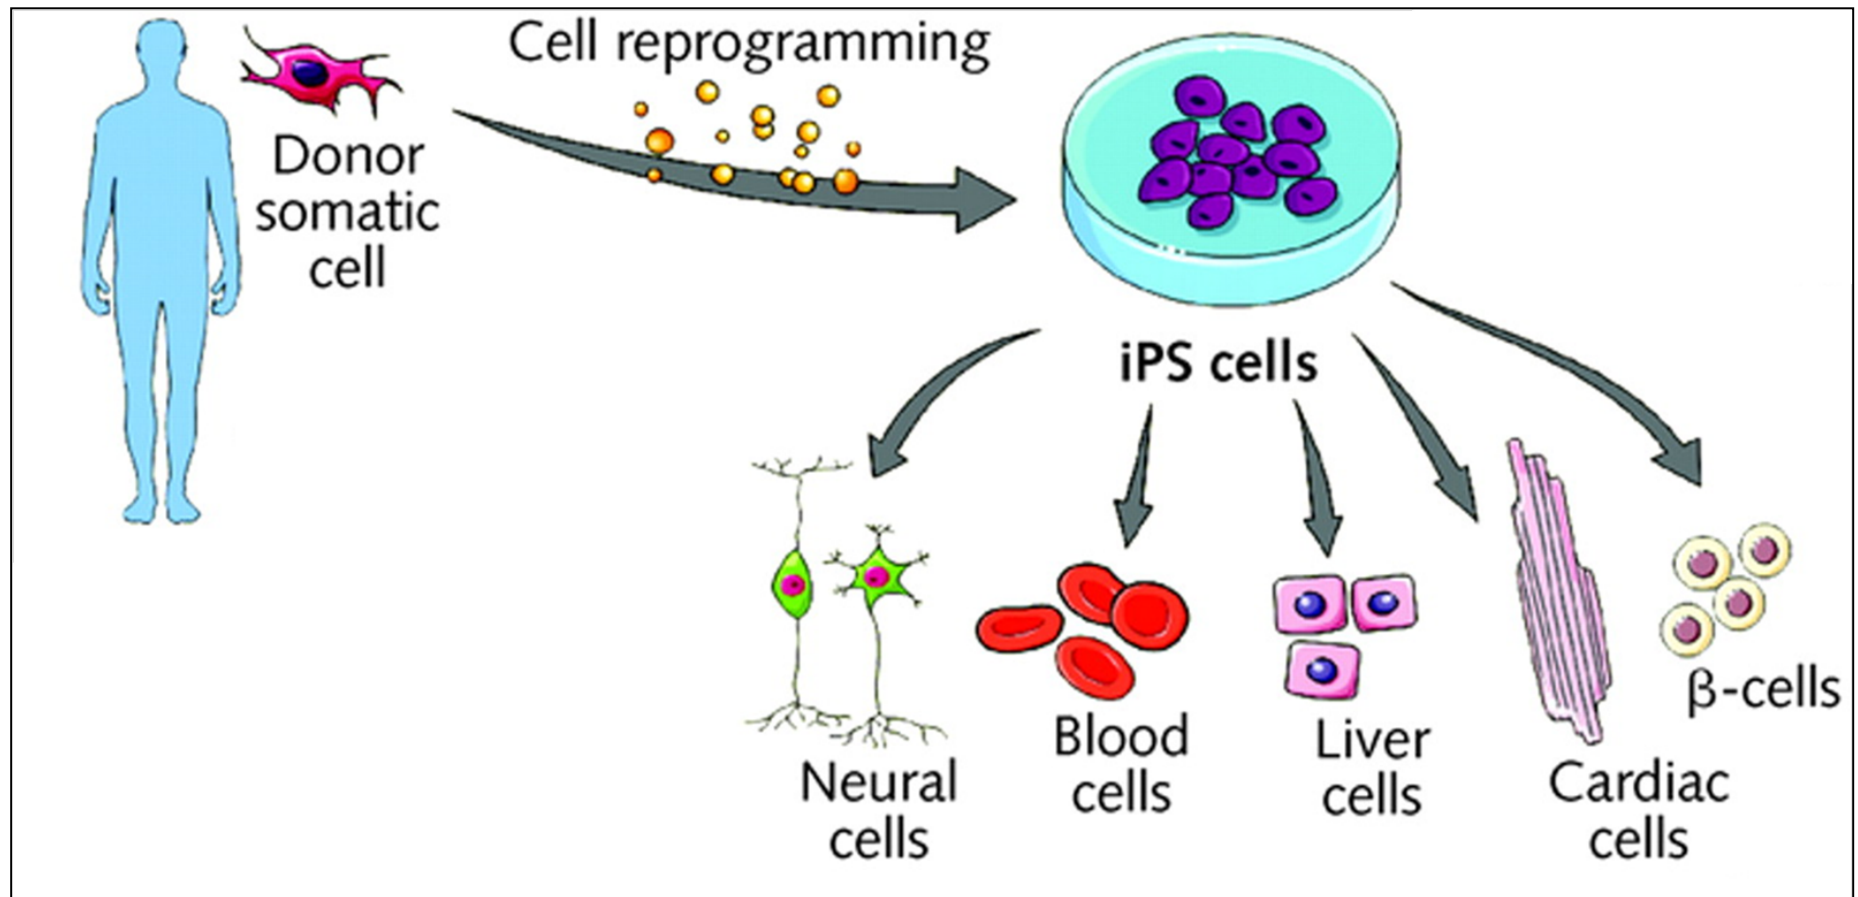 Cell reprogramming
Donor
somatic
cell
iPS cells
Neural
cells
Blood
cells
Liver
cells
Cardiac
cells
β-cells